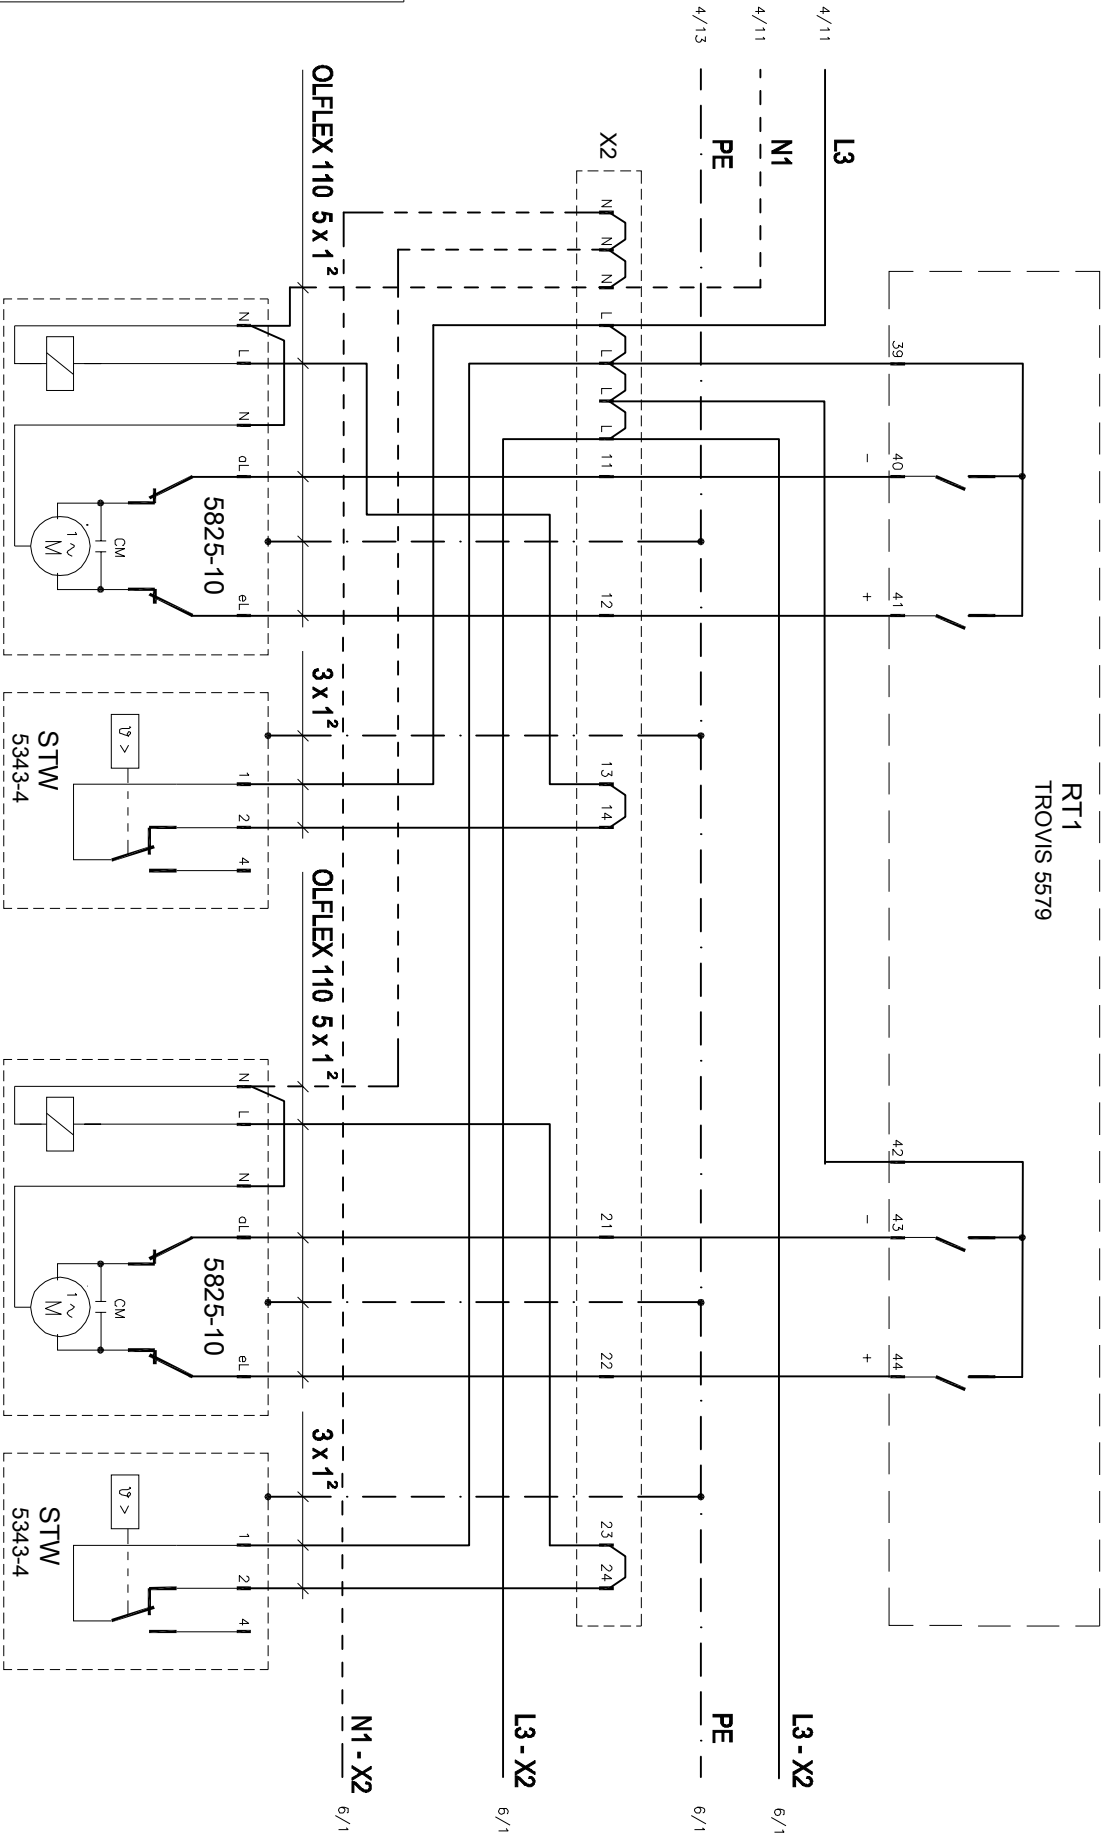 RT1
TROVIS 5579
39
40
41
42
43
44
-
+
-
+
4/11
L3
4/11
N1
4/13
PE
L3 - X2
6/1
PE
6/1
L3 - X2
6/1
N1 - X2
6/1
X2
N
N
N
L
L
L
L
11
12
13
14
21
22
23
24
OLFLEX 110 5 x 1²
3 x 1²
OLFLEX 110 5 x 1²
3 x 1²
N
L
N
aL
eL
5825-10
CM
1 ~
M
1
2
4
ϑ >
STW
5343-4
N
L
N
aL
eL
5825-10
CM
1 ~
M
1
2
4
ϑ >
STW
5343-4